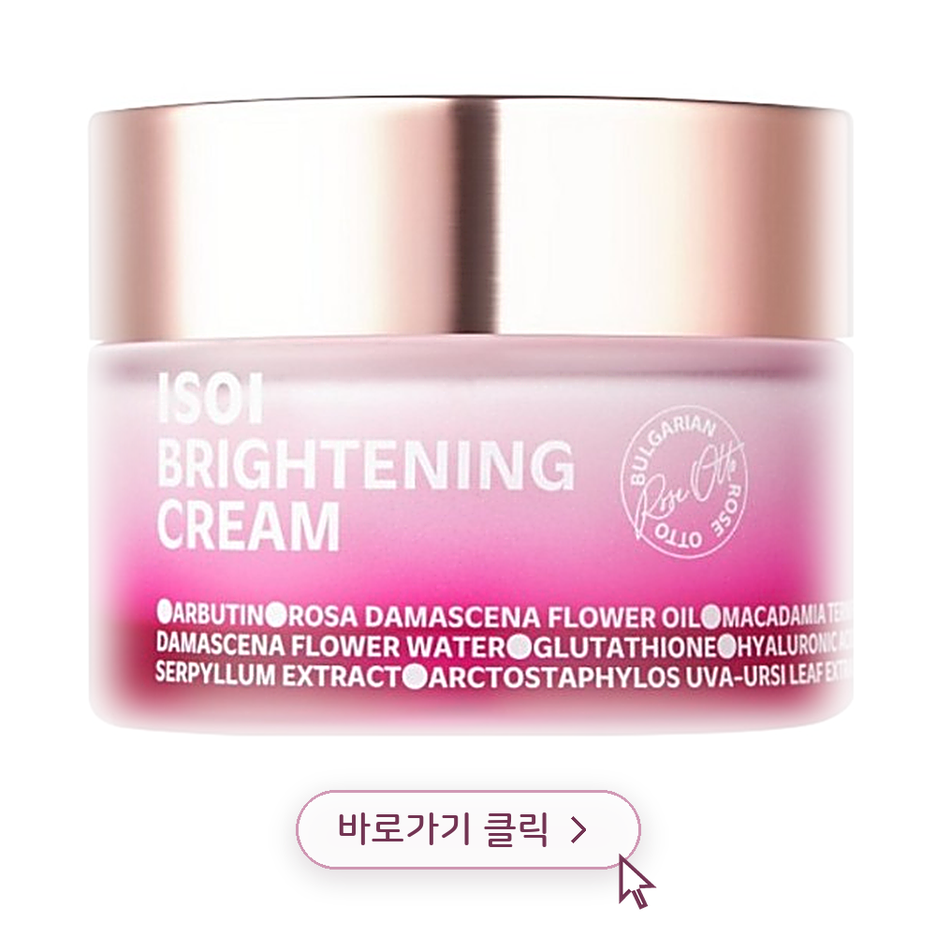 ISOI
BRIGHTENING
CREAM
BULGARIAN ROSE OTTO
Rose Otto
●ARBUTIN●ROSA DAMASCENA FLOWER OIL●MACADAMIA
DAMASCENA FLOWER WATER●GLUTATHIONE●HYALURONIC
SERPYLLUM EXTRACT●ARCTOSTAPHYLOS UVA-URSI LEAF
바로가기 클릭 >